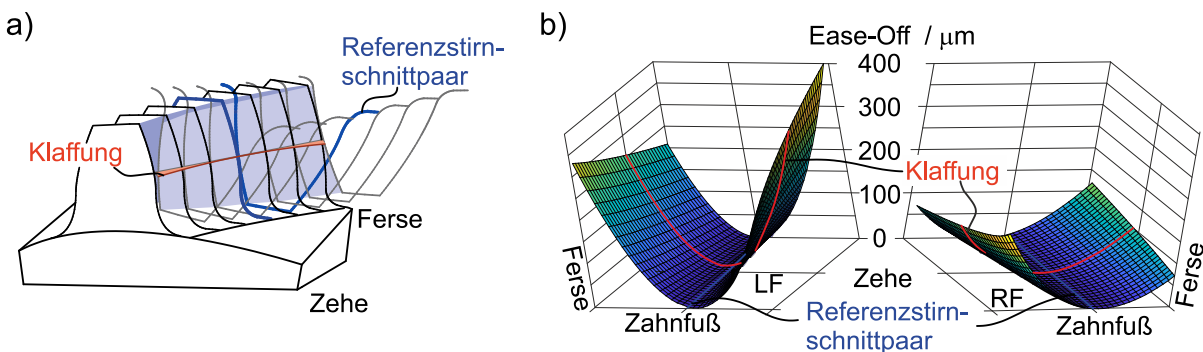 a)
Referenzstirn-
schnittpaar
Klaffung
Ferse
Zehe
b)
Ease-Off / µm
400
300
200
100
0
Klaffung
Ferse
LF
Zehe
RF
Ferse
Zahnfuß
Referenzstirn-
schnittpaar
Zahnfuß